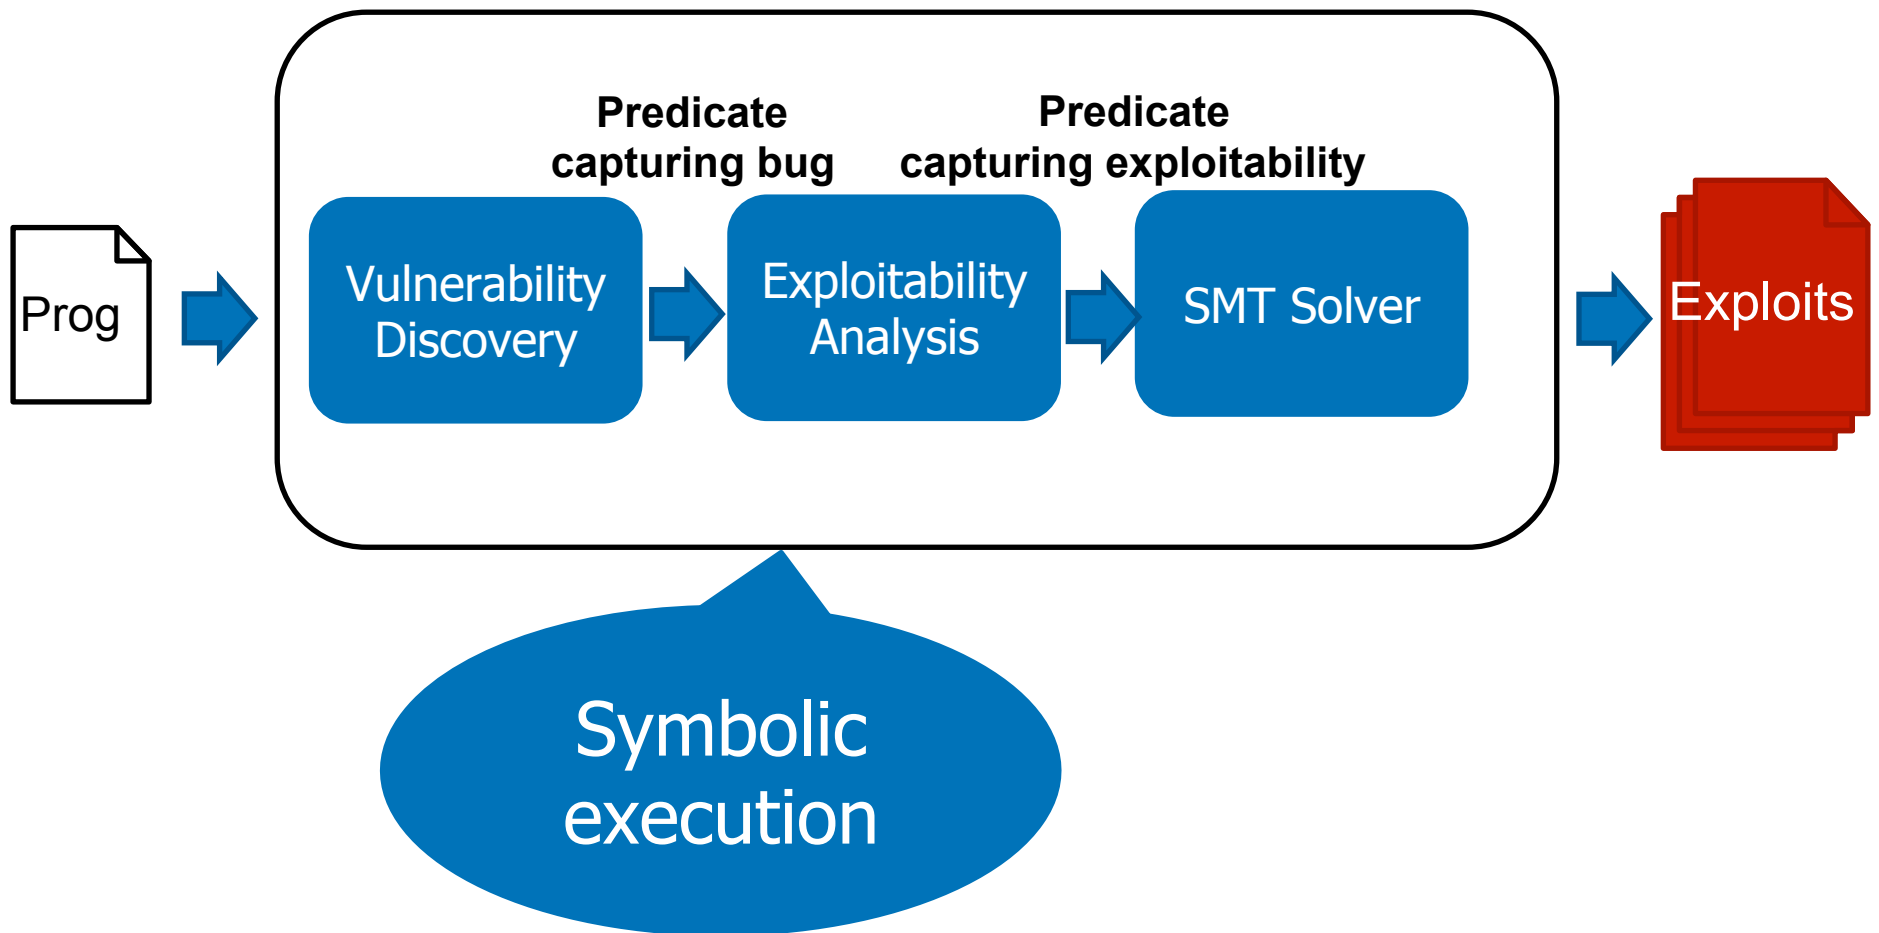 Predicate
capturing bug
Predicate
capturing exploitability
Prog
Vulnerability
Discovery
Exploitability
Analysis
SMT Solver
Exploits
Symbolic
execution